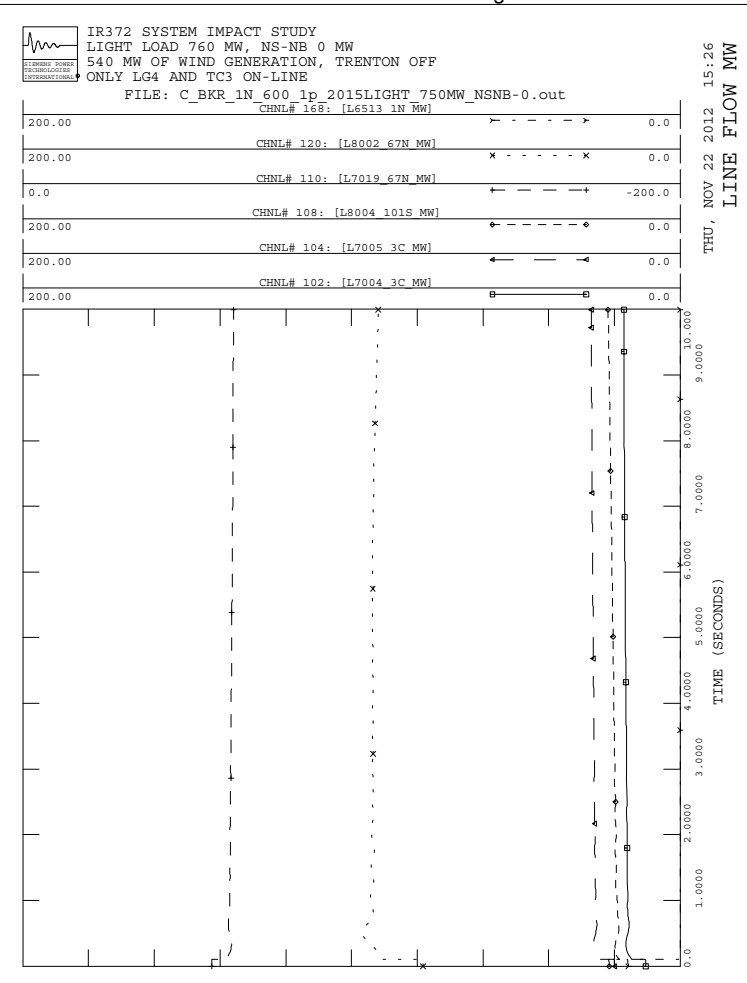 IR372 SYSTEM IMPACT STUDY
LIGHT LOAD 760 MW, NS-NB 0 MW
540 MW OF WIND GENERATION, TRENTON OFF
ONLY LG4 AND TC3 ON-LINE
SIEMENS POWER
TECHNOLOGIES
INTERNATIONAL
FILE: C_BKR_1N_600_1p_2015LIGHT_750MW_NSNB-0.out
CHNL# 168: [L6513_1N_MW]
200.00 0.0
CHNL# 120: [L8002_67N_MW]
200.00 0.0
CHNL# 110: [L7019_67N_MW]
0.0 -200.0
CHNL# 108: [L8004_101S_MW]
200.00 0.0
CHNL# 104: [L7005_3C_MW]
200.00 0.0
CHNL# 102: [L7004_3C_MW]
200.00 0.0
THU, NOV 22 2012 15:26
LINE FLOW MW
10.000
9.0000
8.0000
7.0000
6.0000
5.0000
4.0000
3.0000
2.0000
1.0000
0.0
TIME (SECONDS)